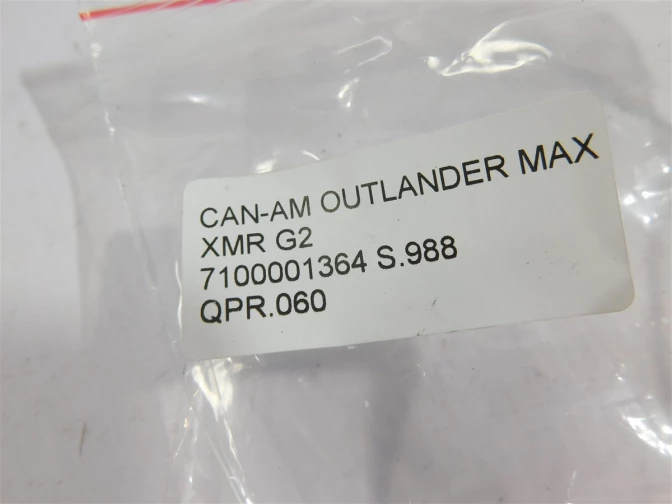 CAN-AM OUTLANDER MAX
XMR G2
7100001364 S.988
QPR.060